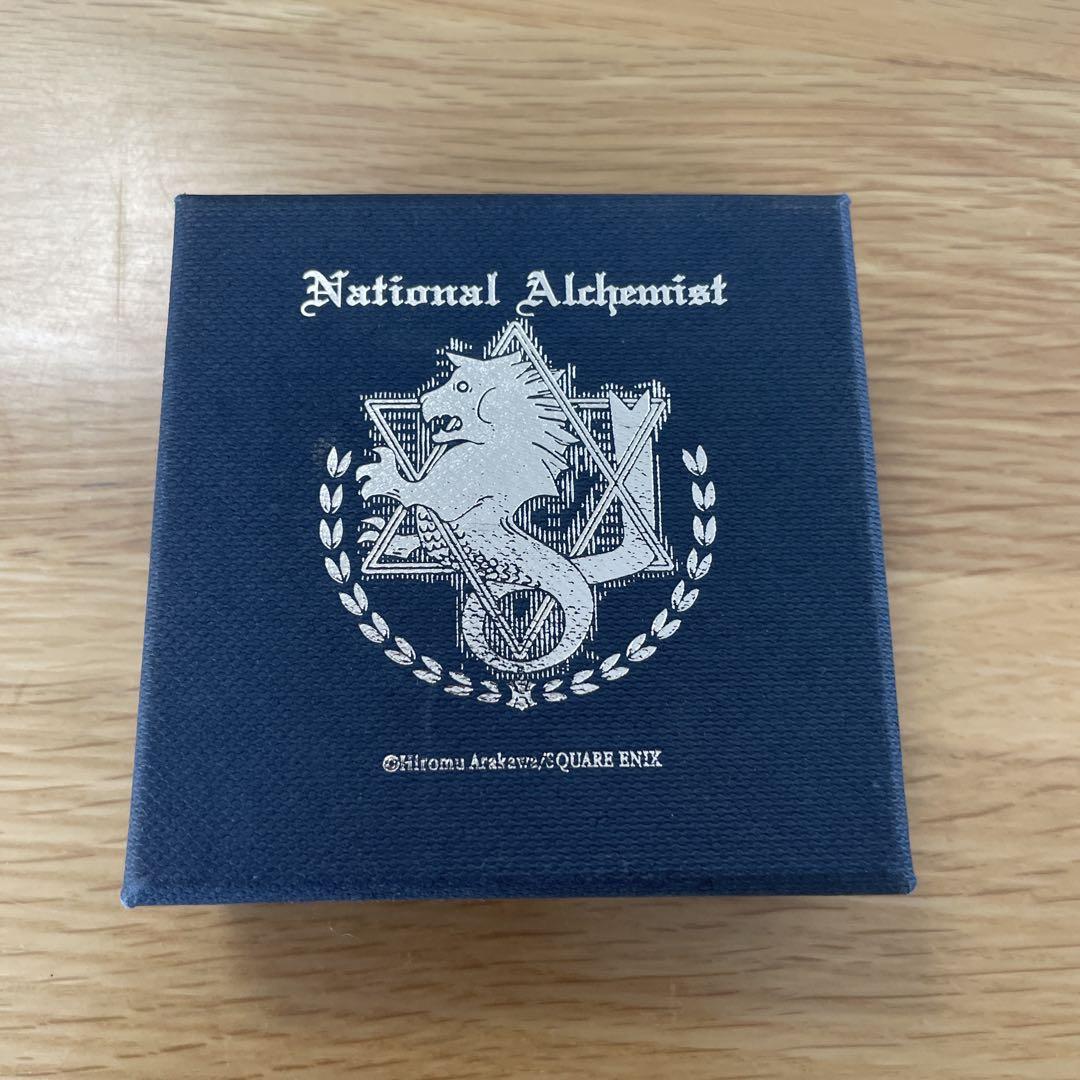 National Alchemist
©Hiromu Arakawa/SQUARE ENIX